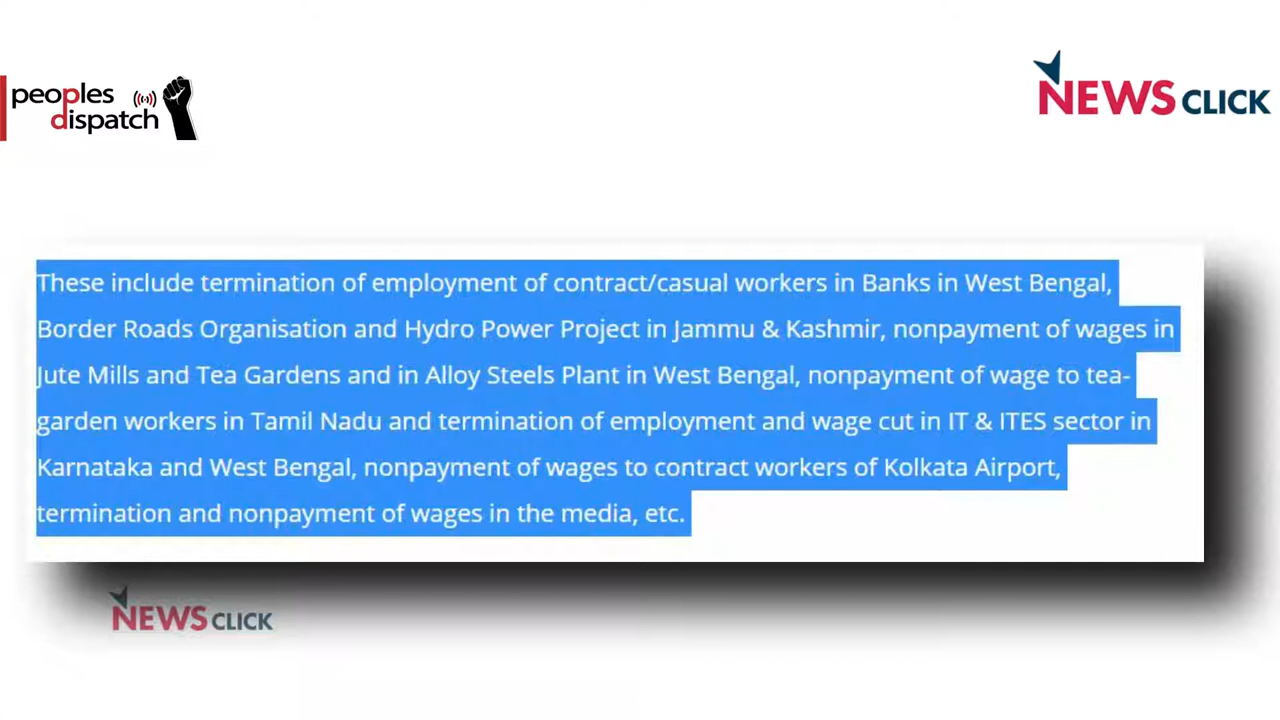 peoples
dispatch
NEWS CLICK
These include termination of employment of contract/casual workers in Banks in West Bengal,
Border Roads Organisation and Hydro Power Project in Jammu & Kashmir, nonpayment of wages in
Jute Mills and Tea Gardens and in Alloy Steels Plant in West Bengal, nonpayment of wage to tea-
garden workers in Tamil Nadu and termination of employment and wage cut in IT & ITES sector in
Karnataka and West Bengal, nonpayment of wages to contract workers of Kolkata Airport,
termination and nonpayment of wages in the media, etc.
NEWS CLICK